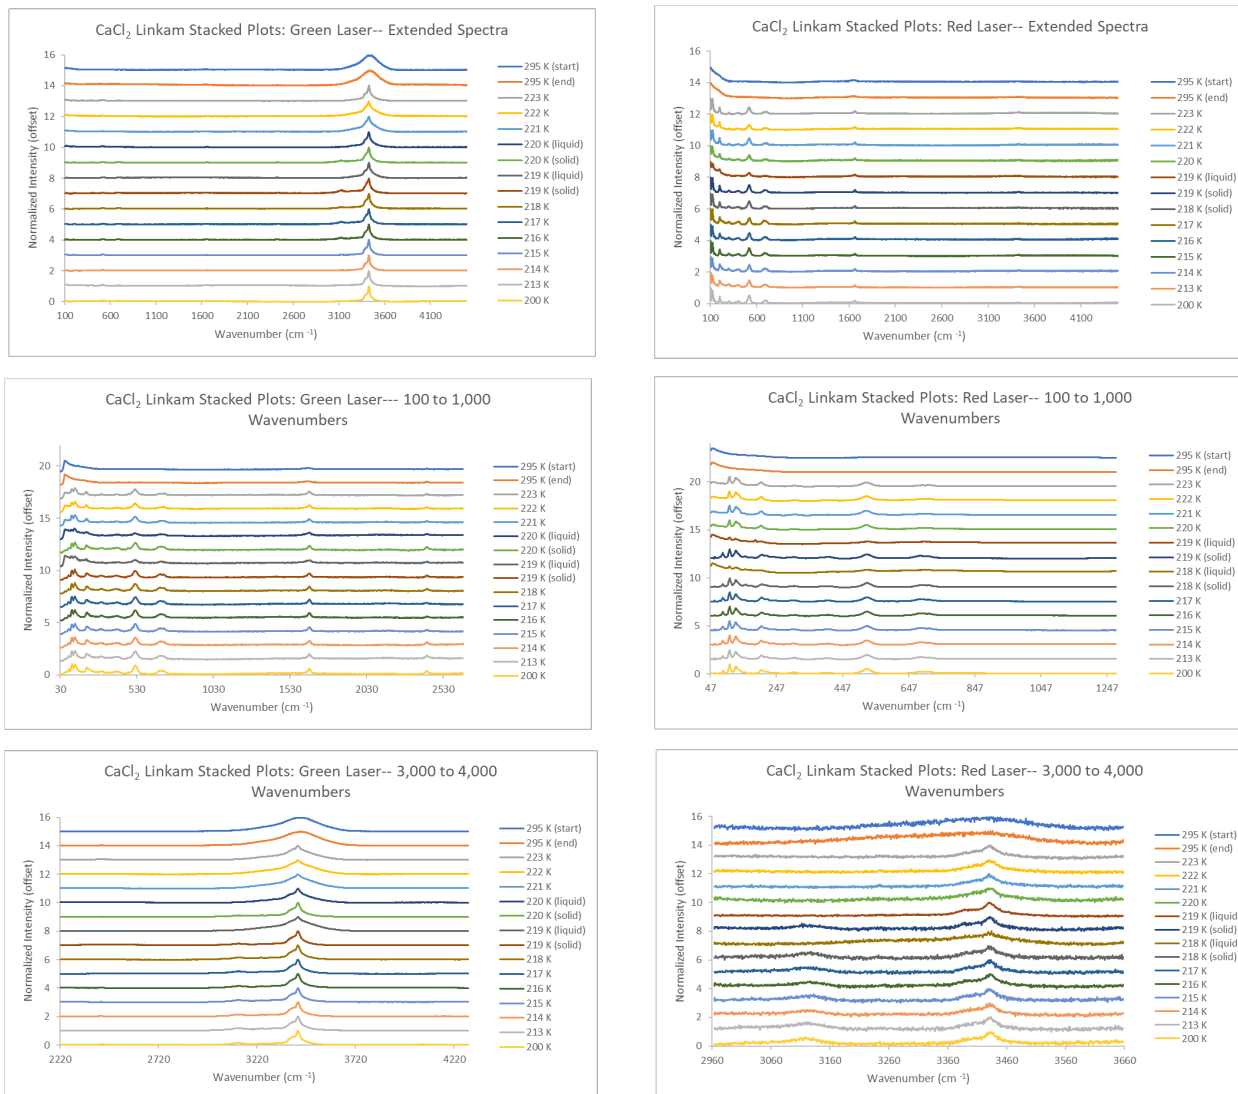 CaCl₂ Linkam Stacked Plots: Green Laser-- Extended Spectra
Normalized Intensity (offset)
16
14
12
10
8
6
4
2
0
100 600 1100 1600 2100 2600 3100 3600 4100
Wavenumber (cm ⁻¹)
295 K (start)
295 K (end)
223 K
222 K
221 K
220 K (liquid)
220 K (solid)
219 K (liquid)
219 K (solid)
218 K
217 K
216 K
215 K
214 K
213 K
200 K
CaCl₂ Linkam Stacked Plots: Red Laser-- Extended Spectra
Normalized Intensity (offset)
16
14
12
10
8
6
4
2
0
100 600 1100 1600 2100 2600 3100 3600 4100
Wavenumber (cm ⁻¹)
295 K (start)
295 K (end)
223 K
222 K
221 K
220 K
219 K (liquid)
219 K (solid)
218 K (solid)
217 K
216 K
215 K
214 K
213 K
200 K
CaCl₂ Linkam Stacked Plots: Green Laser--- 100 to 1,000
Wavenumbers
Normalized Intensity (offset)
20
15
10
5
0
30 530 1030 1530 2030 2530
Wavenumber (cm ⁻¹)
295 K (start)
295 K (end)
223 K
222 K
221 K
220 K (liquid)
220 K (solid)
219 K (liquid)
219 K (solid)
218 K
217 K
216 K
215 K
214 K
213 K
200 K
CaCl₂ Linkam Stacked Plots: Red Laser--- 100 to 1,000
Wavenumbers
Normalized Intensity (offset)
20
15
10
5
0
47 247 447 647 847 1047 1247
Wavenumber (cm ⁻¹)
295 K (start)
295 K (end)
223 K
222 K
221 K
220 K
219 K (liquid)
219 K (solid)
218 K (liquid)
218 K (solid)
217 K
216 K
215 K
214 K
213 K
200 K
CaCl₂ Linkam Stacked Plots: Green Laser-- 3,000 to 4,000
Wavenumbers
Normalized Intensity (offset)
16
14
12
10
8
6
4
2
0
2220 2720 3220 3720 4220
Wavenumber (cm ⁻¹)
295 K (start)
295 K (end)
223 K
222 K
221 K
220 K (liquid)
220 K (solid)
219 K (liquid)
219 K (solid)
218 K
217 K
216 K
215 K
214 K
213 K
200 K
CaCl₂ Linkam Stacked Plots: Red Laser-- 3,000 to 4,000
Wavenumbers
Normalized Intensity (offset)
16
14
12
10
8
6
4
2
0
2960 3060 3160 3260 3360 3460 3560 3660
Wavenumber (cm ⁻¹)
295 K (start)
295 K (end)
223 K
222 K
221 K
220 K
219 K (liquid
219 K (solid)
218 K (liquid
218 K (solid)
217 K
216 K
215 K
214 K
213 K
200 K